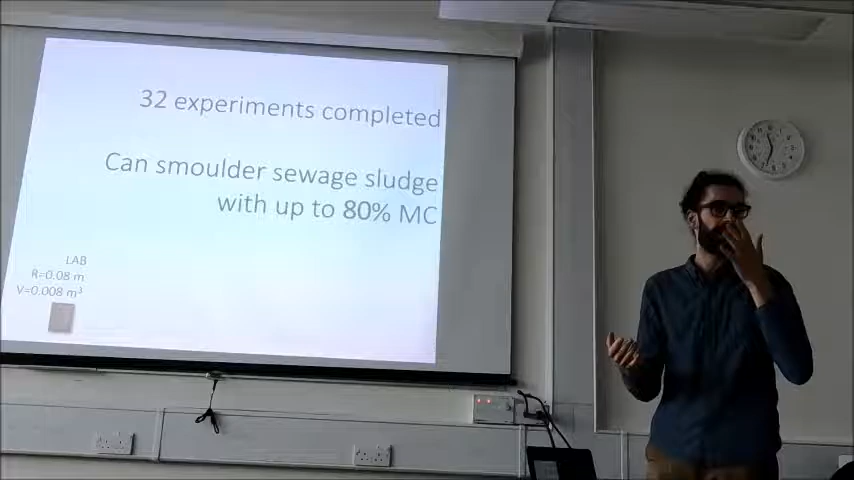 32 experiments completed
Can smoulder sewage sludge
with up to 80% MC
LAB
R=0.08 m
V=0.008 m³